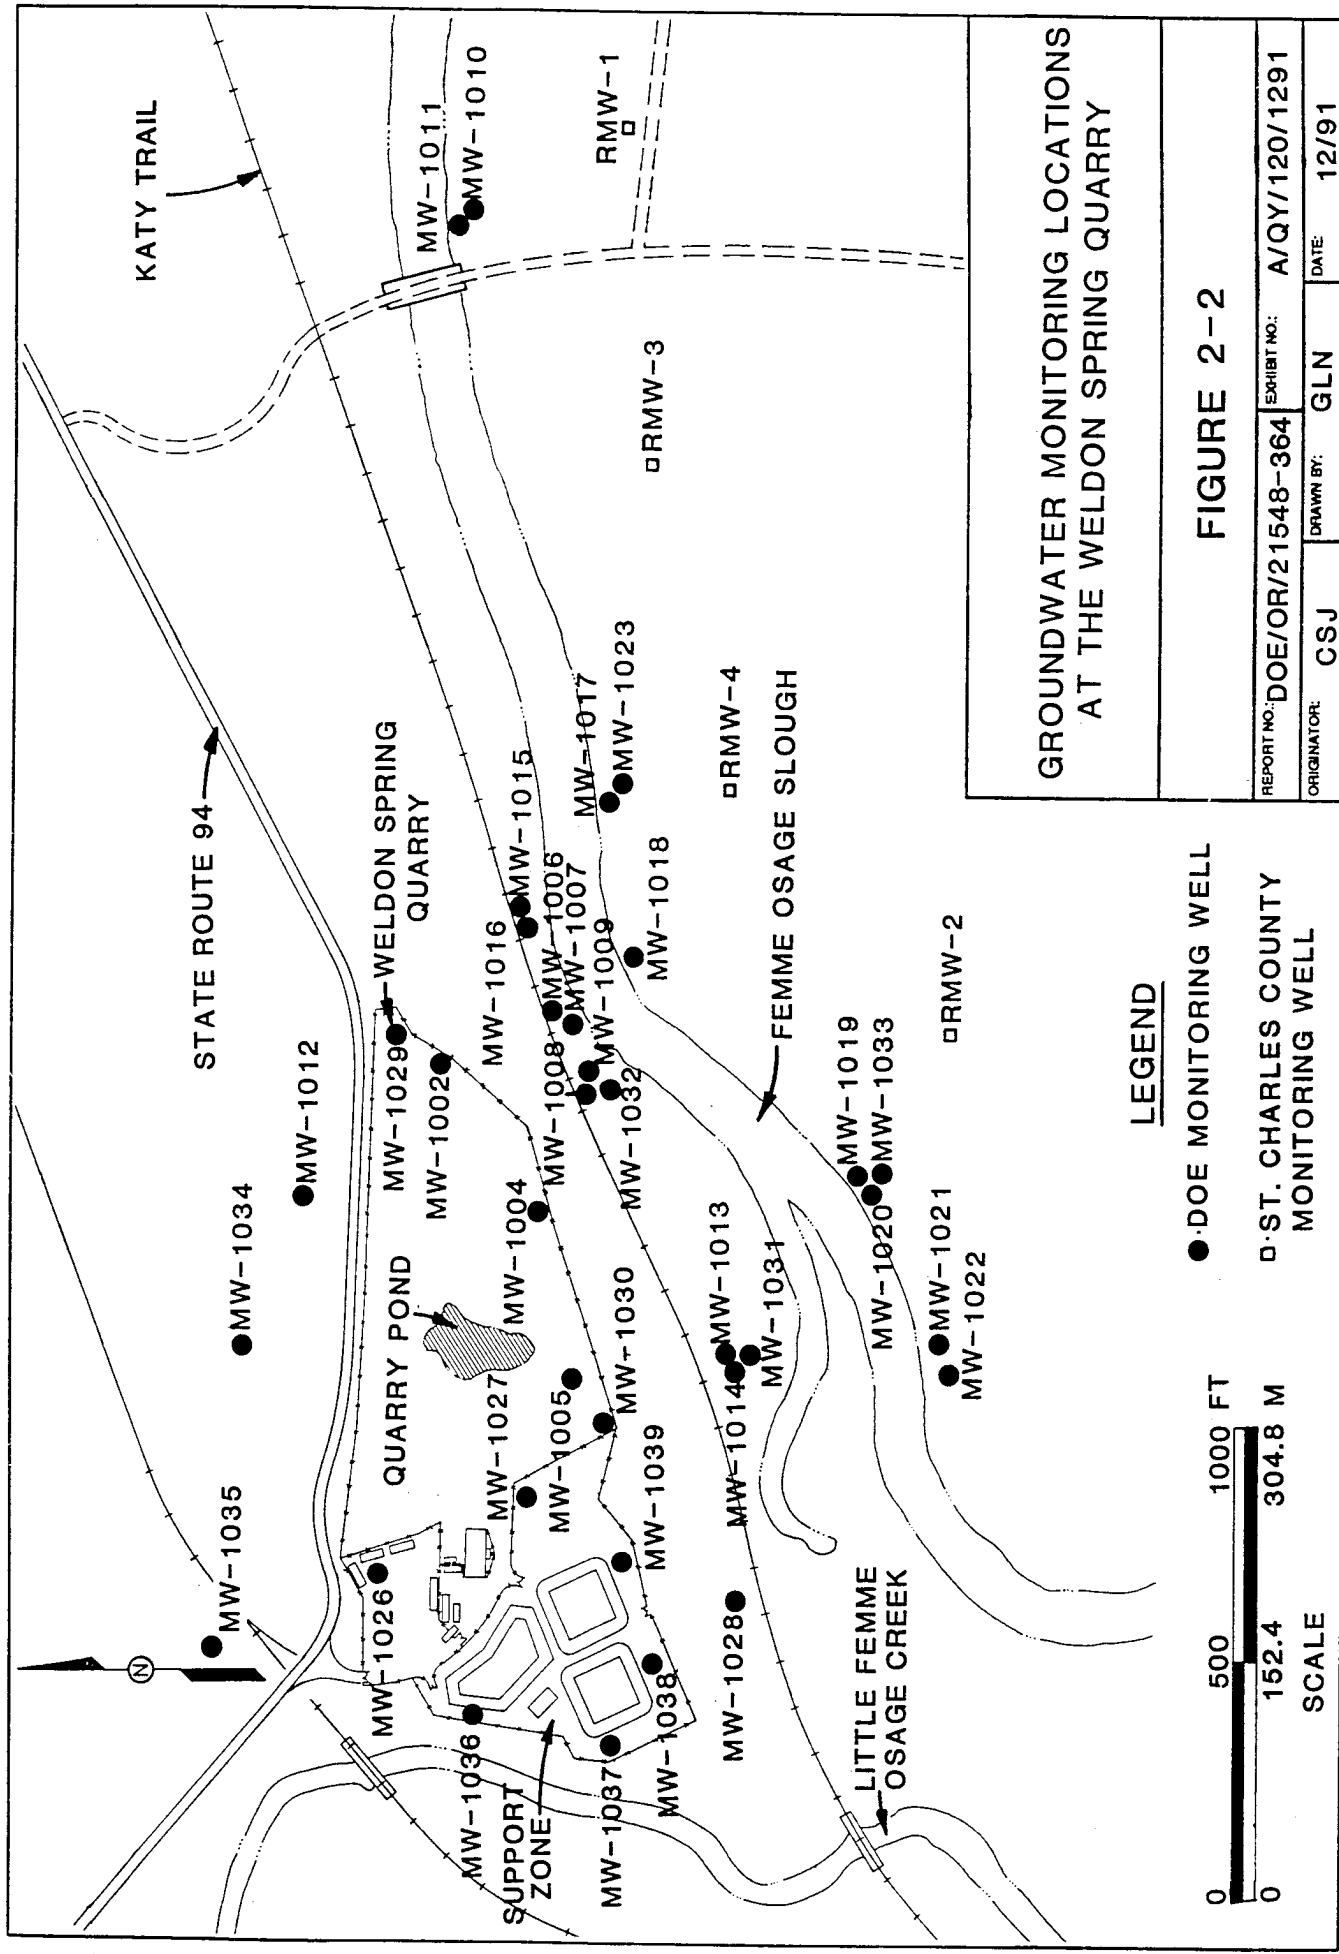 KATY TRAIL
STATE ROUTE 94
MW-1011
MW-1010
RMW-1
RMW-3
MW-1035
MW-1034
MW-1012
N
WELDON SPRING
QUARRY
QUARRY POND
MW-1029
MW-1002
MW-1026
MW-1027
MW-1004
MW-1016
MW-1015
MW-1006
MW-1007
MW-1009
MW-1008
MW-1032
MW-1017
MW-1023
MW-1018
RMW-4
FEMME OSAGE SLOUGH
MW-1036
SUPPORT
ZONE
MW-1005
MW-1030
MW-1039
MW-1037
MW-1038
MW-1028
MW-1013
MW-1014
MW-1031
MW-1019
MW-1033
MW-1020
MW-1021
MW-1022
RMW-2
LITTLE FEMME
OSAGE CREEK
LEGEND
DOE MONITORING WELL
ST. CHARLES COUNTY
MONITORING WELL
0 500 1000 FT
0 152.4 304.8 M
SCALE
GROUNDWATER MONITORING LOCATIONS
AT THE WELDON SPRING QUARRY
FIGURE 2-2
REPORT NO.: DOE/OR/21548-364 EXHIBIT NO.: A/QY/120/1291
ORIGINATOR: CSJ DRAWN BY: GLN DATE: 12/91